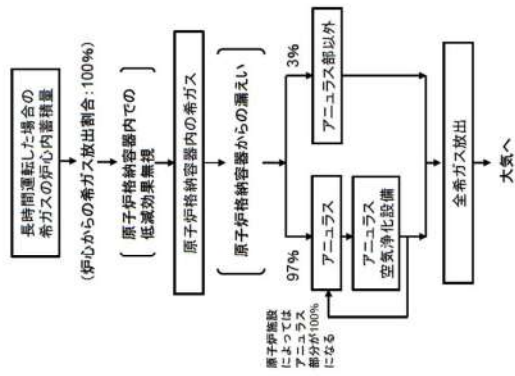 長時間運転した場合の
希ガスの炉心内蓄積量
(炉心からの希ガス放出割合:100%)
原子炉格納容器内での
低減効果無視
原子炉格納容器内の希ガス
原子炉格納容器からの漏えい
97%
3%
原子炉施設
によっては
アニュラス
部分が100%
になる
アニュラス
アニュラス部以外
アニュラス
空気浄化設備
全希ガス放出
大気へ